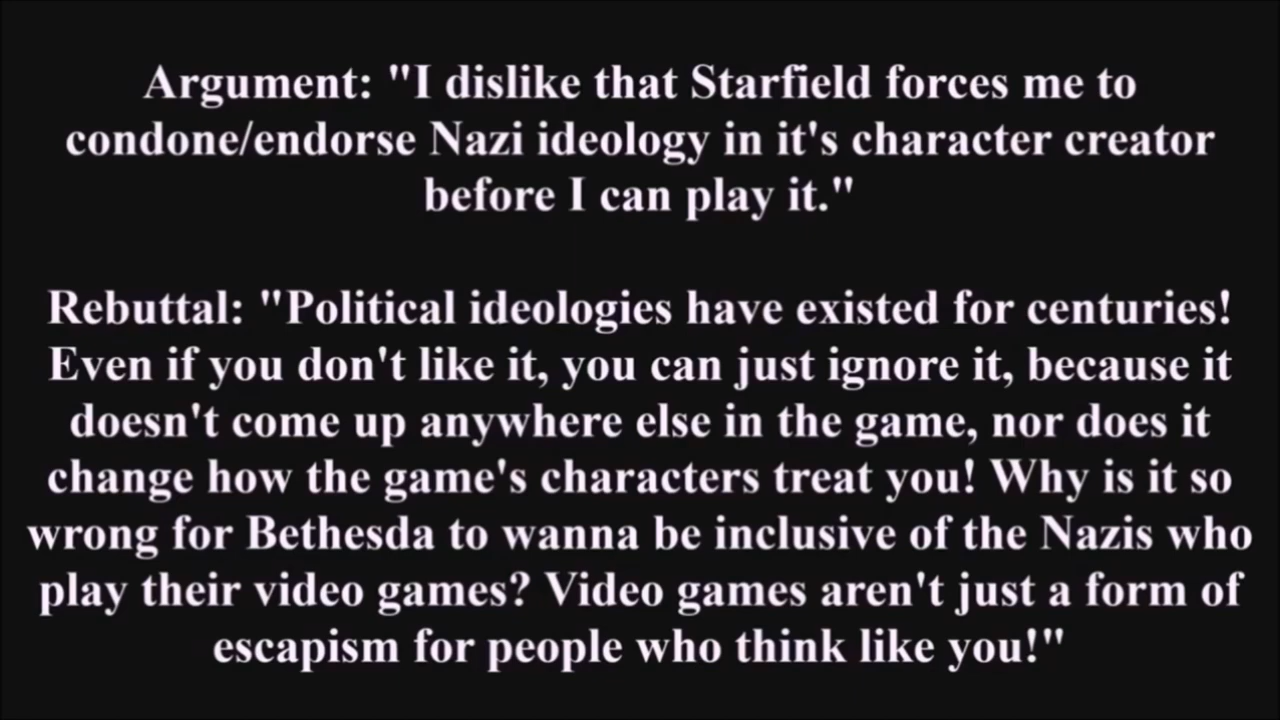 Argument: "I dislike that Starfield forces me to
condone/endorse Nazi ideology in it's character creator
before I can play it."
Rebuttal: "Political ideologies have existed for centuries!
Even if you don't like it, you can just ignore it, because it
doesn't come up anywhere else in the game, nor does it
change how the game's characters treat you! Why is it so
wrong for Bethesda to wanna be inclusive of the Nazis who
play their video games? Video games aren't just a form of
escapism for people who think like you!"